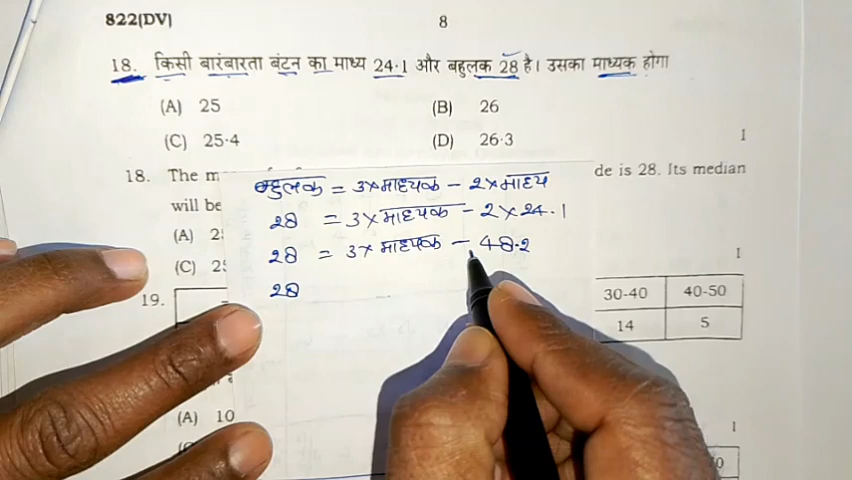 822(DV)
8
18. किसी बारंबारता बंटन का माध्य 24·1 और बहुलक 28 है। उसका माध्यक होगा
(A) 25
(B) 26
(C) 25·4
(D) 26·3
1
18. The
de is 28. Its median
will be
बहुलक = 3×माध्यक – 2×माध्य
28 = 3×माध्यक – 2×24.1
28 = 3×माध्यक – 48.2
28
(A)
(C)
1
19.
30-40 40-50
14 5
(A) 10
1